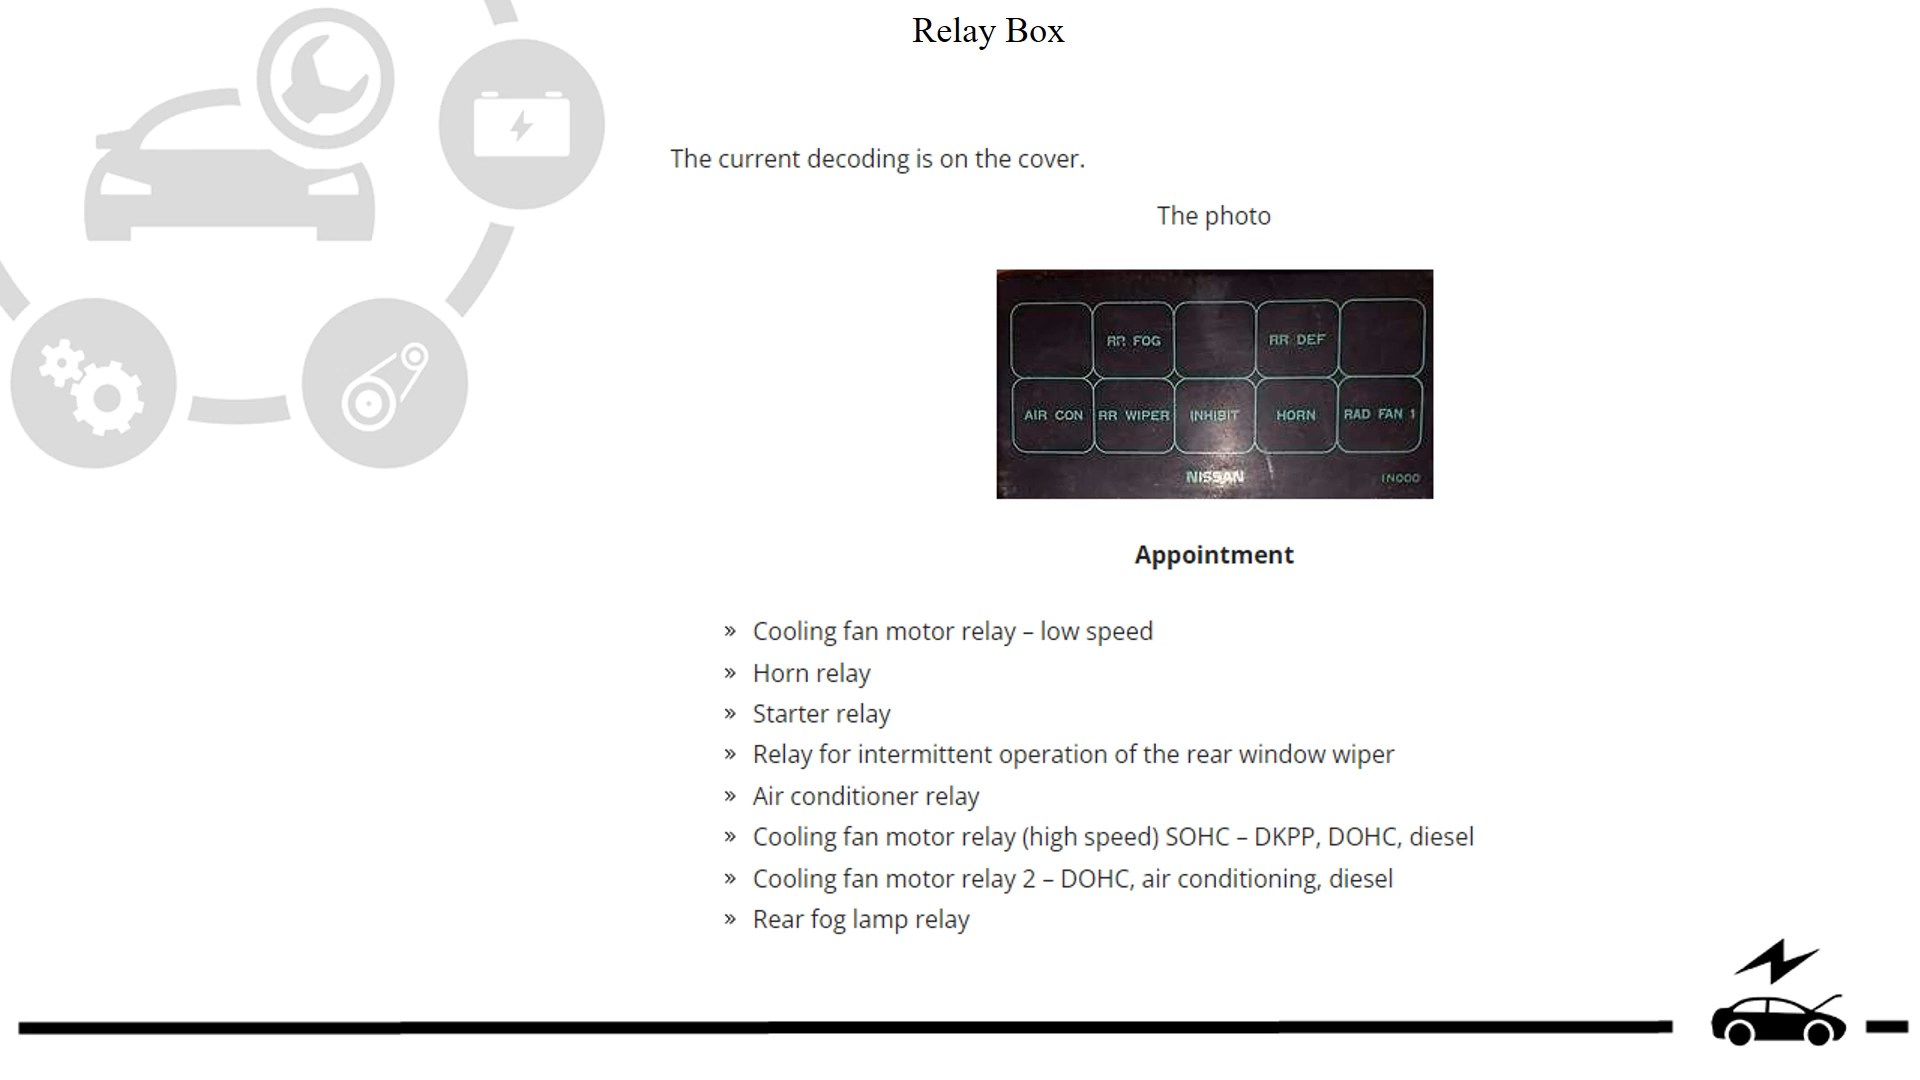 Relay Box
The current decoding is on the cover.
The photo
RR FOG
RR DEF
AIR CON
RR WIPER
INHIBIT
HORN
RAD FAN 1
NISSAN
1N000
Appointment
» Cooling fan motor relay – low speed
» Horn relay
» Starter relay
» Relay for intermittent operation of the rear window wiper
» Air conditioner relay
» Cooling fan motor relay (high speed) SOHC – DKPP, DOHC, diesel
» Cooling fan motor relay 2 – DOHC, air conditioning, diesel
» Rear fog lamp relay